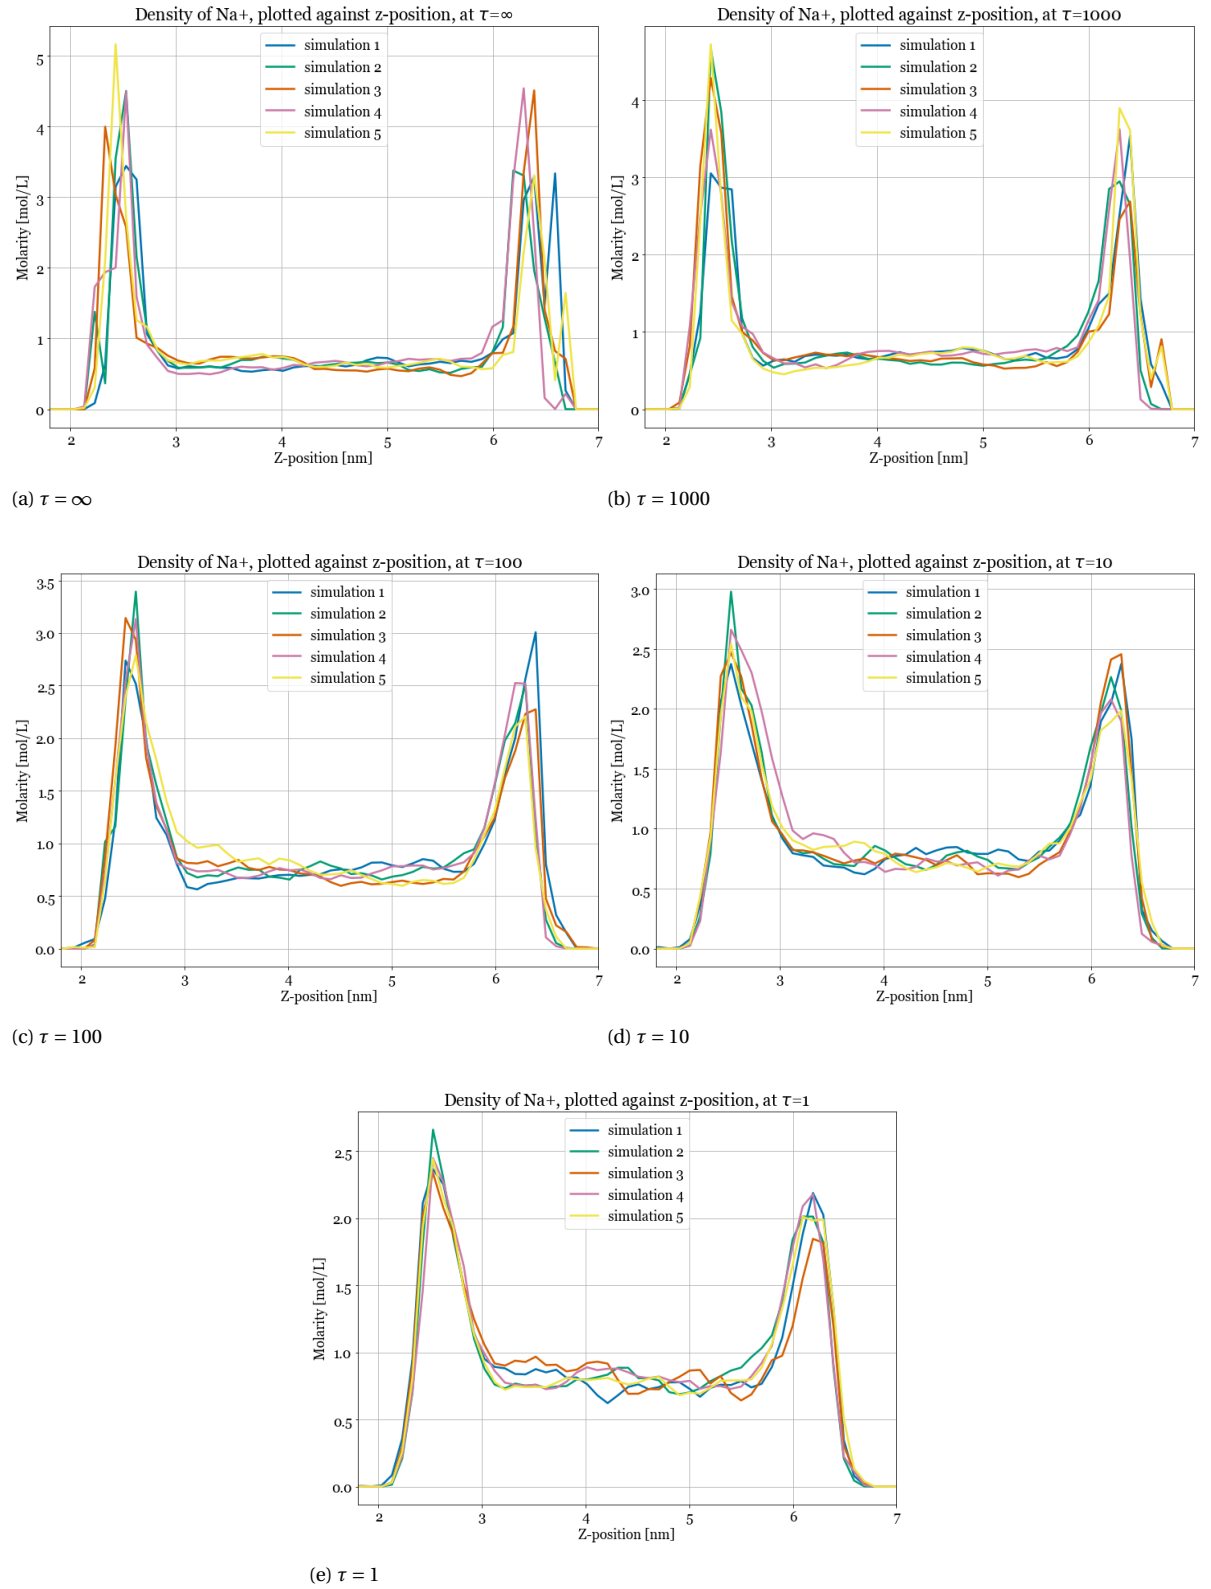 Density of Na+, plotted against z-position, at τ=∞
simulation 1
simulation 2
simulation 3
simulation 4
simulation 5
Molarity [mol/L]
5
4
3
2
1
0
2 3 4 5 6 7
Z-position [nm]
(a) τ = ∞
Density of Na+, plotted against z-position, at τ=1000
simulation 1
simulation 2
simulation 3
simulation 4
simulation 5
Molarity [mol/L]
4
3
2
1
0
2 3 4 5 6 7
Z-position [nm]
(b) τ = 1000
Density of Na+, plotted against z-position, at τ=100
simulation 1
simulation 2
simulation 3
simulation 4
simulation 5
Molarity [mol/L]
3.5
3.0
2.5
2.0
1.5
1.0
0.5
0.0
2 3 4 5 6 7
Z-position [nm]
(c) τ = 100
Density of Na+, plotted against z-position, at τ=10
simulation 1
simulation 2
simulation 3
simulation 4
simulation 5
Molarity [mol/L]
3.0
2.5
2.0
1.5
1.0
0.5
0.0
2 3 4 5 6 7
Z-position [nm]
(d) τ = 10
Density of Na+, plotted against z-position, at τ=1
simulation 1
simulation 2
simulation 3
simulation 4
simulation 5
Molarity [mol/L]
2.5
2.0
1.5
1.0
0.5
0.0
2 3 4 5 6 7
Z-position [nm]
(e) τ = 1